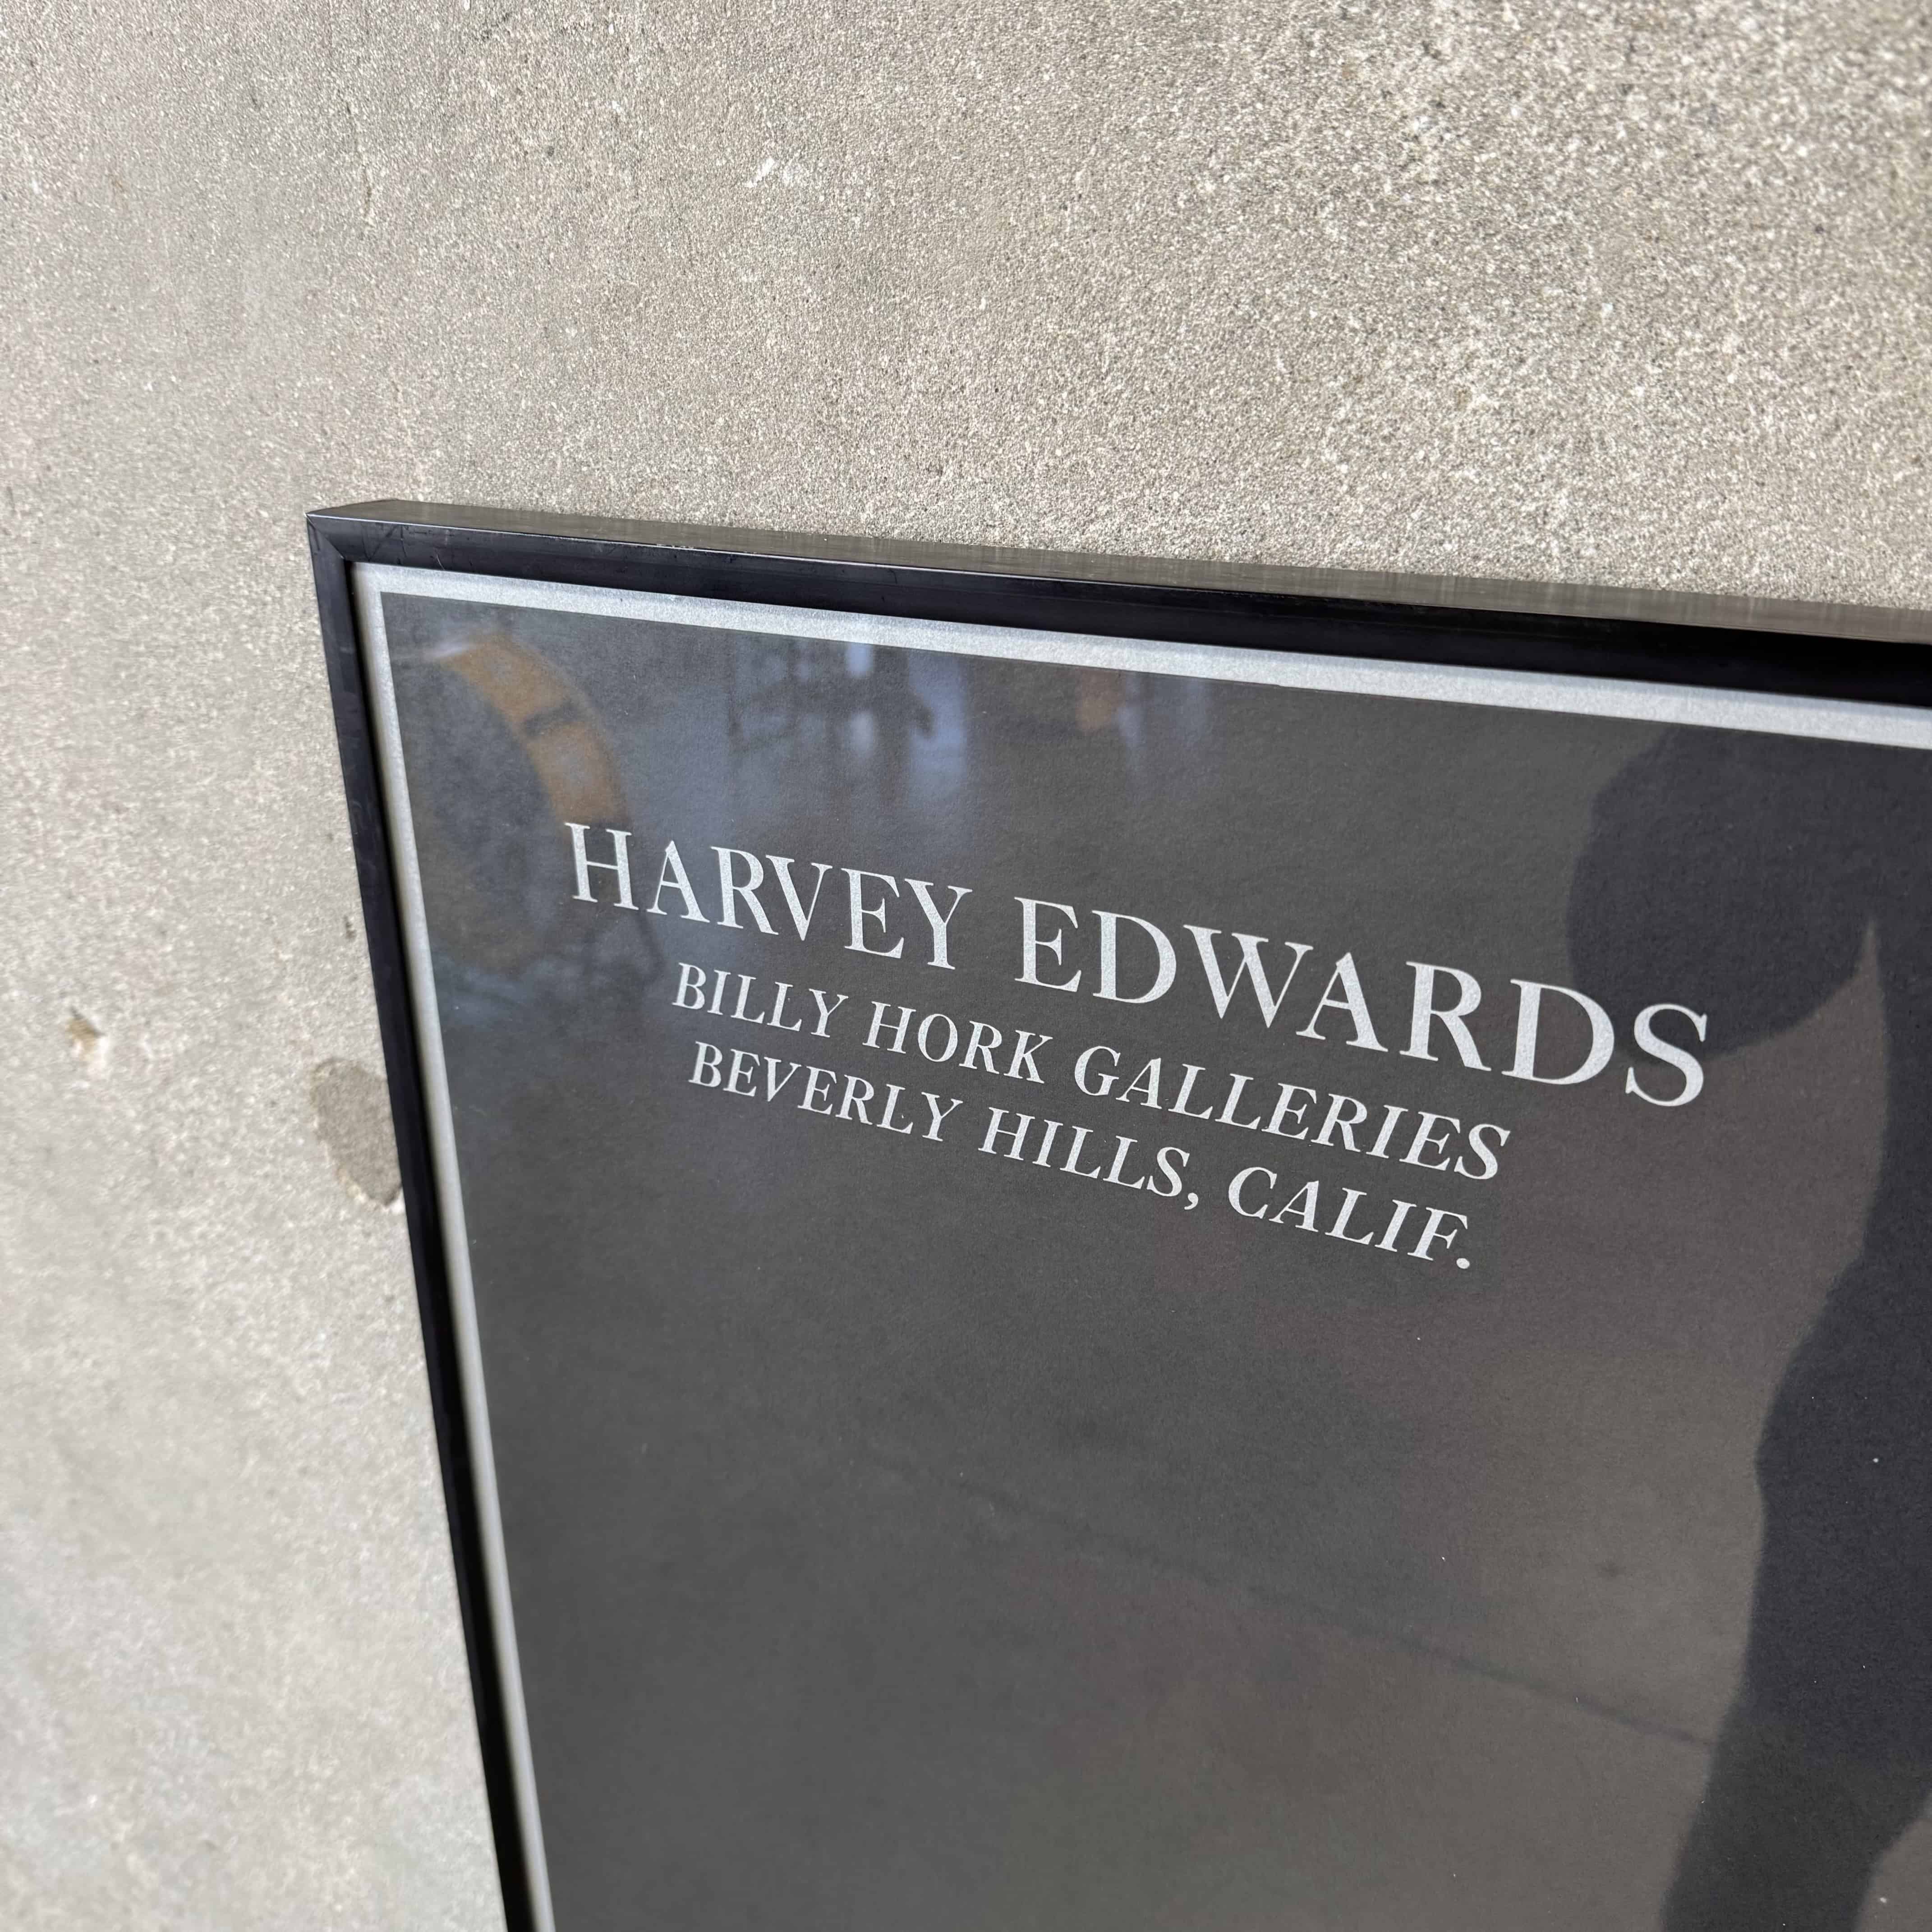 HARVEY EDWARDS
BILLY HORK GALLERIES
BEVERLY HILLS, CALIF.